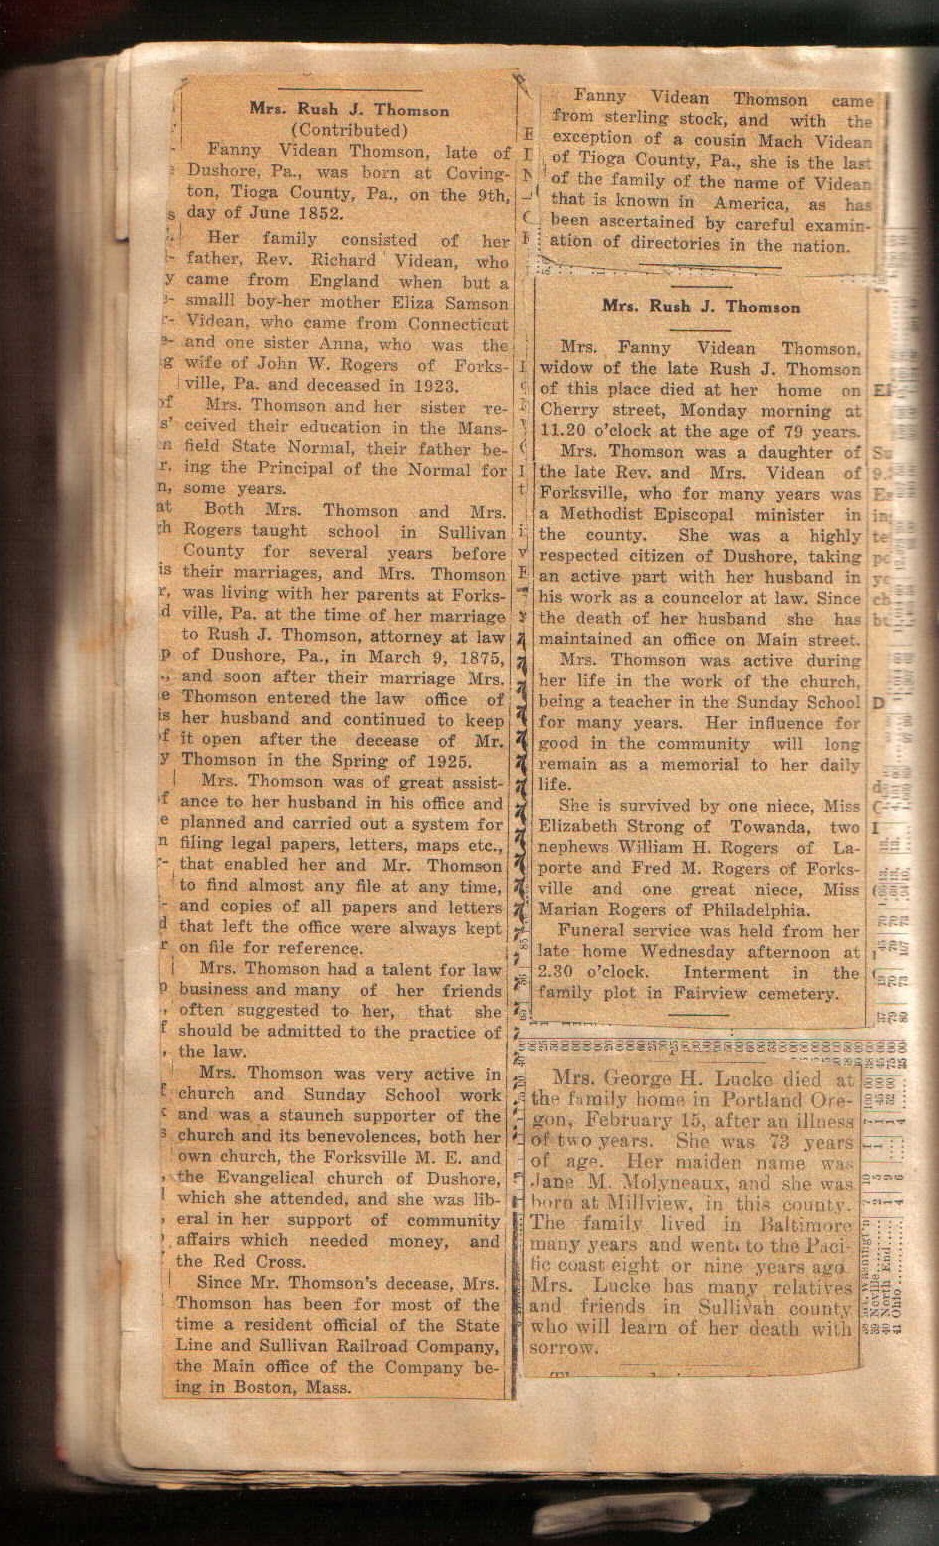 Mrs. Rush J. Thomson
(Contributed)
Fanny Videan Thomson, late of
Dushore, Pa., was born at Coving-
ton, Tioga County, Pa., on the 9th,
day of June 1852.
Her family consisted of her
father, Rev. Richard Videan, who
came from England when but a
smalll boy-her mother Eliza Samson
Videan, who came from Connecticut
and one sister Anna, who was the
wife of John W. Rogers of Forks-
ville, Pa. and deceased in 1923.
Mrs. Thomson and her sister re-
ceived their education in the Mans-
field State Normal, their father be-
ing the Principal of the Normal for
some years.
Both Mrs. Thomson and Mrs.
Rogers taught school in Sullivan
County for several years before
their marriages, and Mrs. Thomson
was living with her parents at Forks-
ville, Pa. at the time of her marriage
to Rush J. Thomson, attorney at law
of Dushore, Pa., in March 9, 1875,
and soon after their marriage Mrs.
Thomson entered the law office of
her husband and continued to keep
it open after the decease of Mr.
Thomson in the Spring of 1925.
Mrs. Thomson was of great assist-
ance to her husband in his office and
planned and carried out a system for
filing legal papers, letters, maps etc.,
that enabled her and Mr. Thomson
to find almost any file at any time,
and copies of all papers and letters
that left the office were always kept
on file for reference.
Mrs. Thomson had a talent for law
business and many of her friends
often suggested to her, that she
should be admitted to the practice of
the law.
Mrs. Thomson was very active in
church and Sunday School work
and was a staunch supporter of the
church and its benevolences, both her
own church, the Forksville M. E. and
the Evangelical church of Dushore,
which she attended, and she was lib-
eral in her support of community
affairs which needed money, and
the Red Cross.
Since Mr. Thomson's decease, Mrs.
Thomson has been for most of the
time a resident official of the State
Line and Sullivan Railroad Company,
the Main office of the Company be-
ing in Boston, Mass.
Fanny Videan Thomson came
from sterling stock, and with the
exception of a cousin Mach Videan
of Tioga County, Pa., she is the last
of the family of the name of Videan
that is known in America, as has
been ascertained by careful examin-
ation of directories in the nation.
Mrs. Rush J. Thomson
Mrs. Fanny Videan Thomson,
widow of the late Rush J. Thomson
of this place died at her home on
Cherry street, Monday morning at
11.20 o'clock at the age of 79 years.
Mrs. Thomson was a daughter of
the late Rev. and Mrs. Videan of
Forksville, who for many years was
a Methodist Episcopal minister in
the county. She was a highly
respected citizen of Dushore, taking
an active part with her husband in
his work as a councelor at law. Since
the death of her husband she has
maintained an office on Main street.
Mrs. Thomson was active during
her life in the work of the church,
being a teacher in the Sunday School
for many years. Her influence for
good in the community will long
remain as a memorial to her daily
life.
She is survived by one niece, Miss
Elizabeth Strong of Towanda, two
nephews William H. Rogers of La-
porte and Fred M. Rogers of Forks-
ville and one great niece, Miss
Marian Rogers of Philadelphia.
Funeral service was held from her
late home Wednesday afternoon at
2.30 o'clock. Interment in the
family plot in Fairview cemetery.
Mrs. George H. Lucke died at
the family home in Portland Ore-
gon, February 15, after an illness
of two years. She was 73 years
of age. Her maiden name was
Jane M. Molyneaux, and she was
born at Millview, in this county.
The family lived in Baltimore
many years and went to the Paci-
fic coast eight or nine years ago.
Mrs. Lucke has many relatives
and friends in Sullivan county
who will learn of her death with
sorrow.
Neville
40 North End
41 Ohio